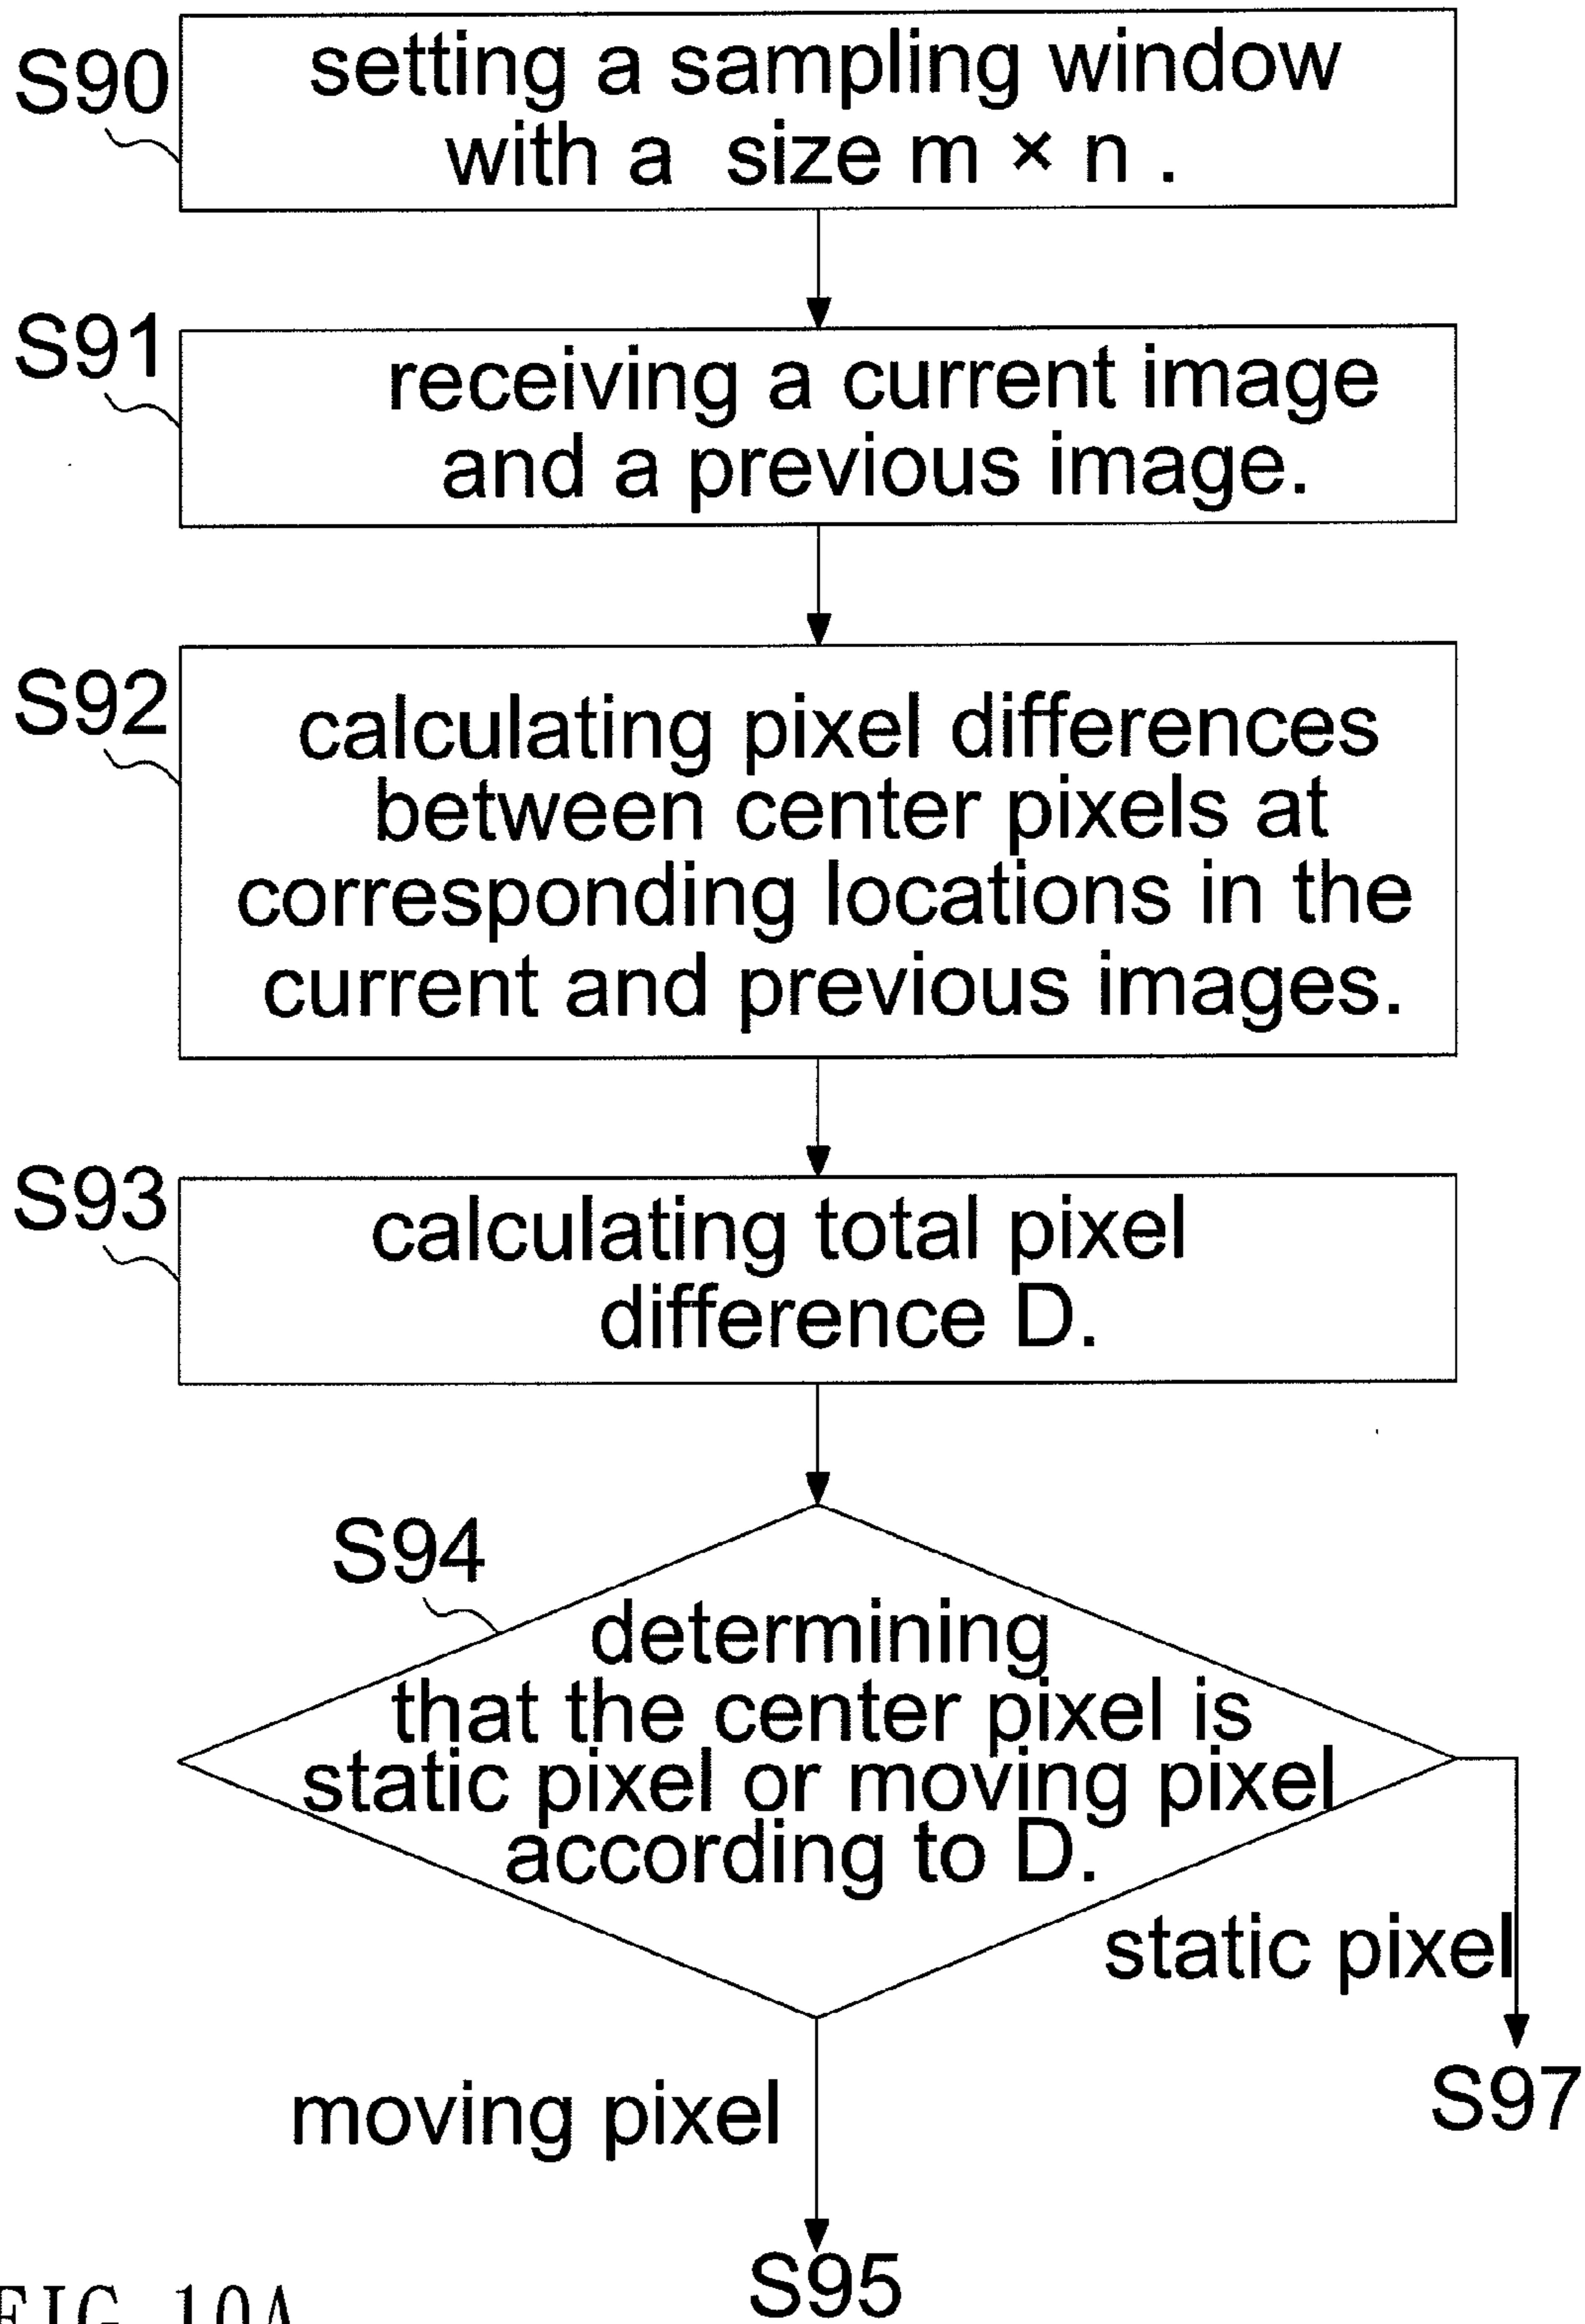 S90
setting a sampling window
with a size m × n .
S91
receiving a current image
and a previous image.
S92
calculating pixel differences
between center pixels at
corresponding locations in the
current and previous images.
S93
calculating total pixel
difference D.
S94
determining
that the center pixel is
static pixel or moving pixel
according to D.
static pixel
S97
moving pixel
S95
FIG. 10A